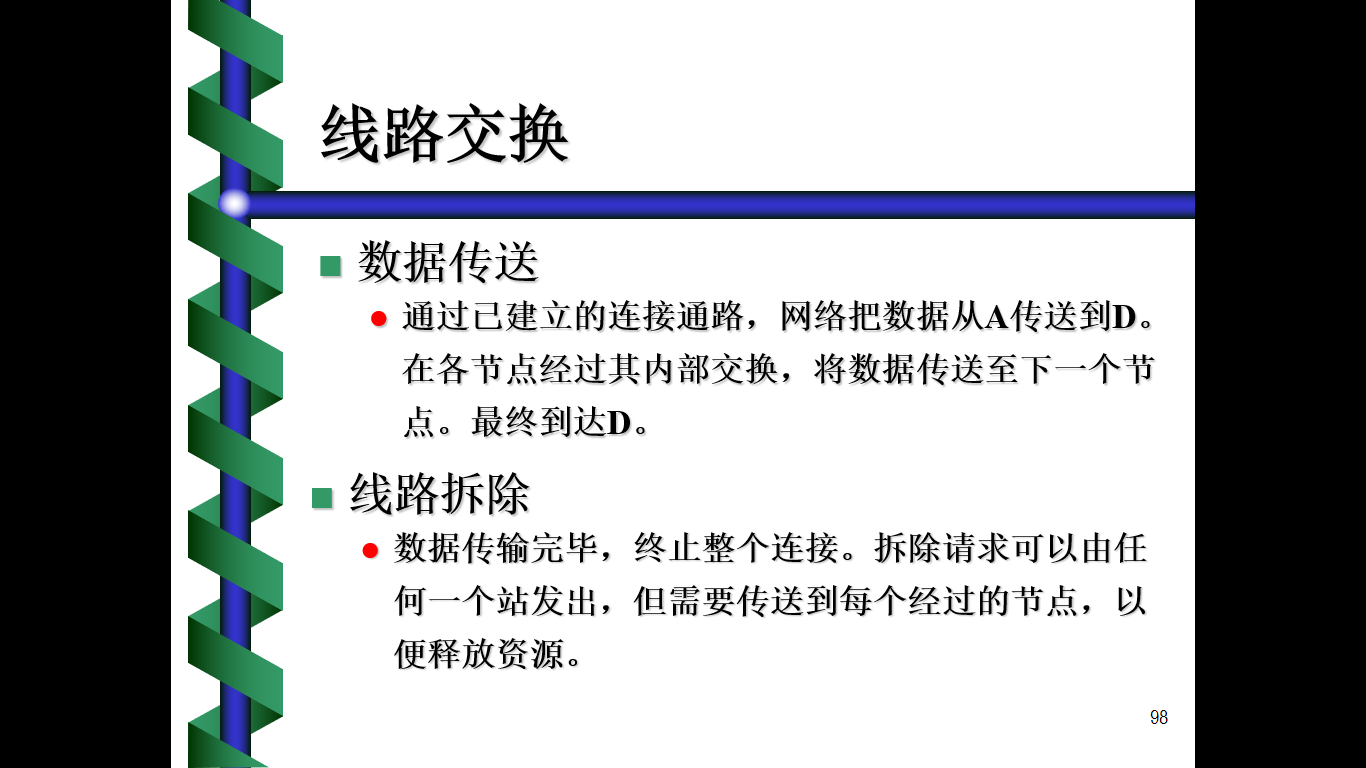 线路交换
数据传送
通过已建立的连接通路，网络把数据从A传送到D。
在各节点经过其内部交换，将数据传送至下一个节
点。最终到达D。
线路拆除
数据传输完毕，终止整个连接。拆除请求可以由任
何一个站发出，但需要传送到每个经过的节点，以
便释放资源。
98